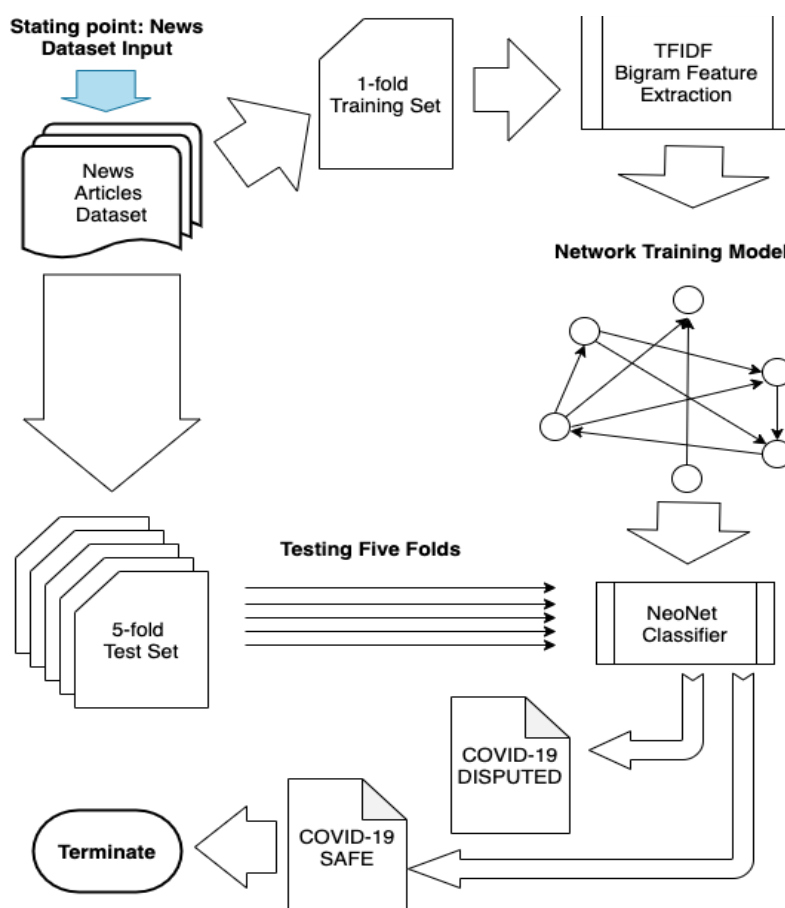 Stating point: News
Dataset Input
1-fold
Training Set
TFIDF
Bigram Feature
Extraction
News
Articles
Dataset
Network Training Model
Testing Five Folds
5-fold
Test Set
NeoNet
Classifier
COVID-19
DISPUTED
COVID-19
SAFE
Terminate